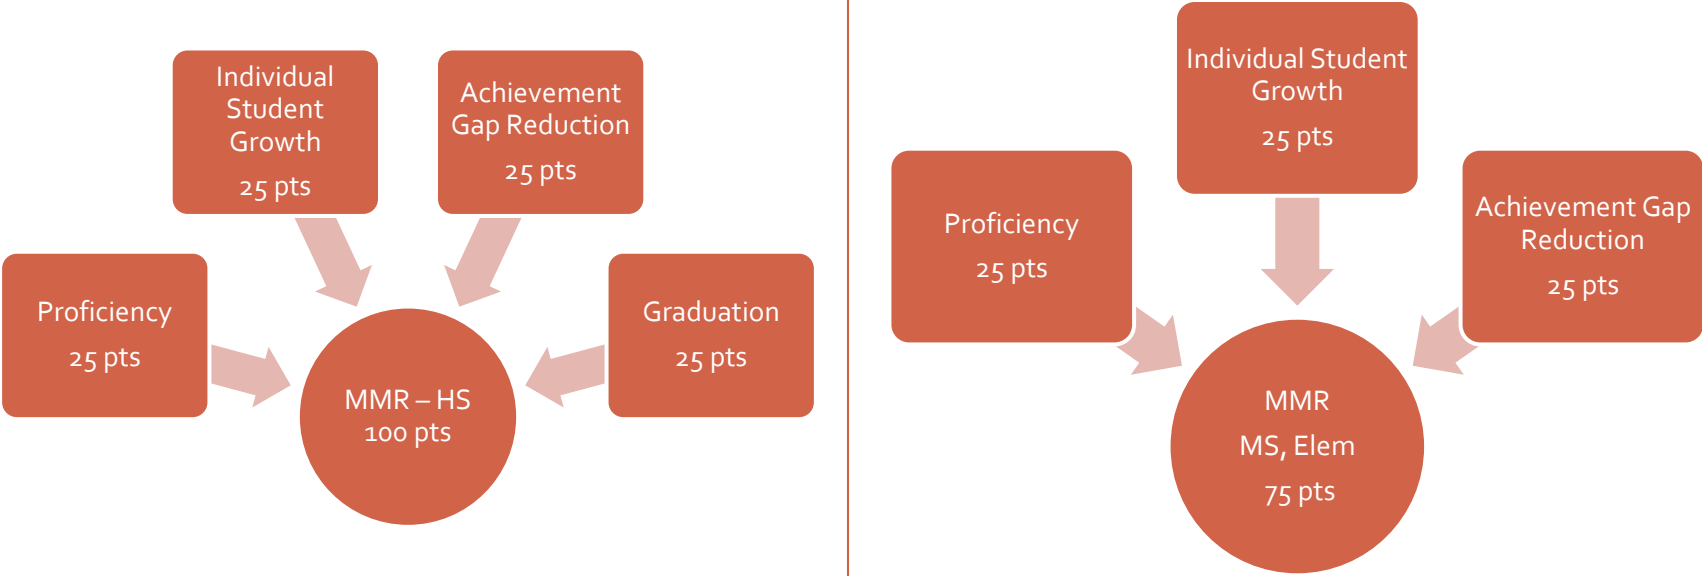 Individual
Student
Growth
25 pts
Achievement
Gap Reduction
25 pts
Proficiency
25 pts
Graduation
25 pts
MMR – HS
100 pts
Individual Student
Growth
25 pts
Proficiency
25 pts
Achievement Gap
Reduction
25 pts
MMR
MS, Elem
75 pts